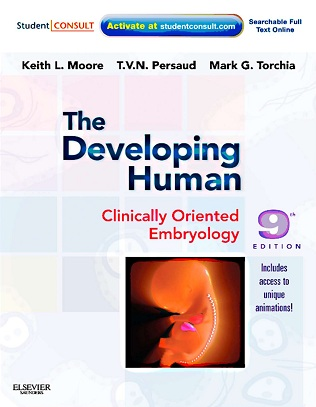 Student CONSULT
Activate at studentconsult.com
Searchable Full
Text Online
Keith L. Moore T.V.N. Persaud Mark G. Torchia
The
Developing
Human
Clinically Oriented
Embryology
9th
EDITION
Includes
access to
unique
animations!
ELSEVIER
SAUNDERS